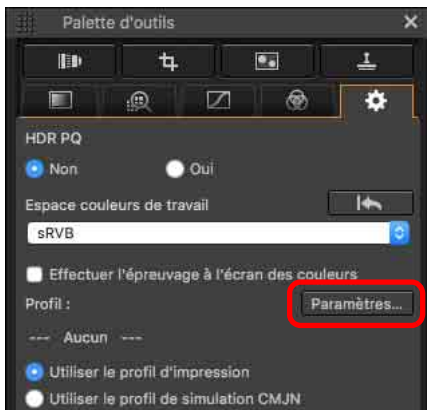 Palette d'outils
HDR PQ
Non
Oui
Espace couleurs de travail
sRVB
Effectuer l'épreuvage à l'écran des couleurs
Profil :
Paramètres...
--- Aucun ---
Utiliser le profil d'impression
Utiliser le profil de simulation CMJN